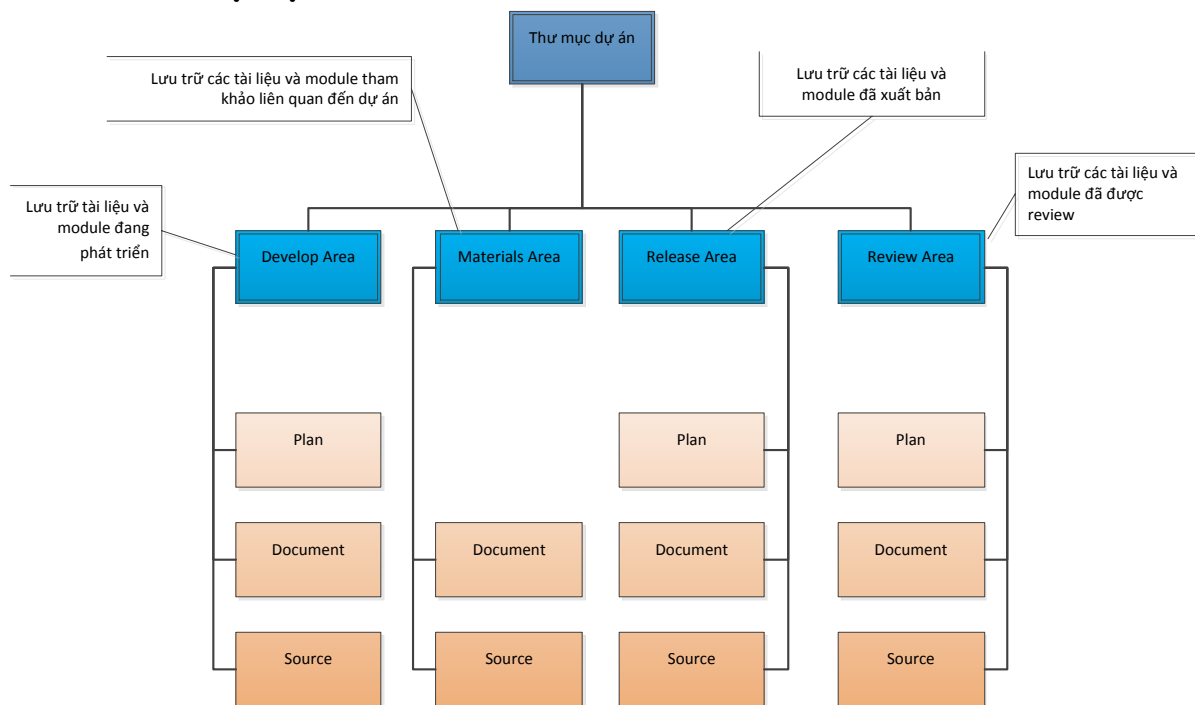 Thư mục dự án
Lưu trữ các tài liệu và module tham
khảo liên quan đến dự án
Lưu trữ các tài liệu và
module đã xuất bản
Lưu trữ tài liệu và
module đang
phát triển
Lưu trữ các tài liệu và
module đã được
review
Develop Area
Materials Area
Release Area
Review Area
Plan
Plan
Plan
Document
Document
Document
Document
Source
Source
Source
Source